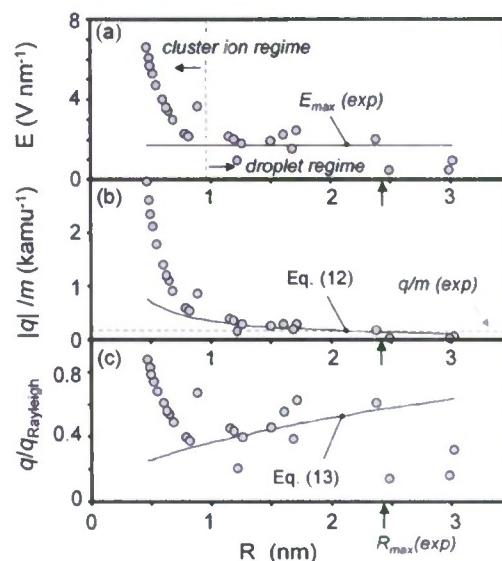 8
(a)
cluster ion regime
E (V nm⁻¹)
4
E_max (exp)
droplet regime
0
(b)
|q| /m (kamu⁻¹)
2
Eq. (12)
q/m (exp)
1
0
(c)
0.8
q/q_Rayleigh
0.4
Eq. (13)
0
0
1
2
3
R (nm)
R_max(exp)